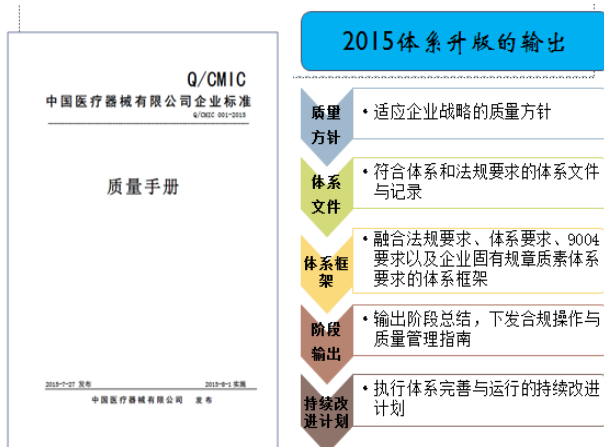 Q/CMIC
中国医疗器械有限公司企业标准
Q/CMIC 001-2015
质量手册
2015-7-27 发布
2015-8-1 实施
中国医疗器械有限公司 发布
2015体系升版的输出
质量
方针
•适应企业战略的质量方针
体系
文件
•符合体系和法规要求的体系文件
与记录
体系框
架
•融合法规要求、体系要求、9004
要求以及企业固有规章质素体系
要求的体系框架
阶段
输出
•输出阶段总结，下发合规操作与
质量管理指南
持续改
进计划
•执行体系完善与运行的持续改进
计划